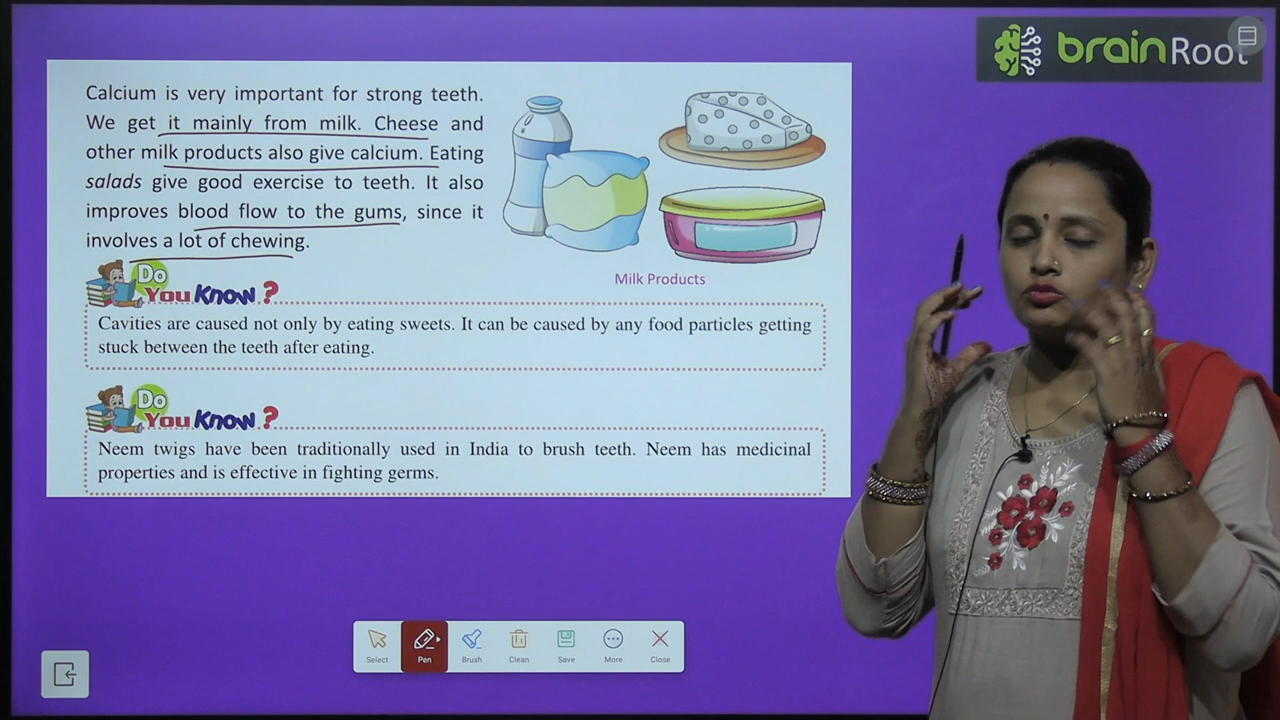 brainRoot
Calcium is very important for strong teeth.
We get it mainly from milk. Cheese and
other milk products also give calcium. Eating
salads give good exercise to teeth. It also
improves blood flow to the gums, since it
involves a lot of chewing.
Milk Products
Do
You Know ?
Cavities are caused not only by eating sweets. It can be caused by any food particles getting
stuck between the teeth after eating.
Do
You Know ?
Neem twigs have been traditionally used in India to brush teeth. Neem has medicinal
properties and is effective in fighting germs.
Select
Pen
Brush
Clean
Save
More
Close